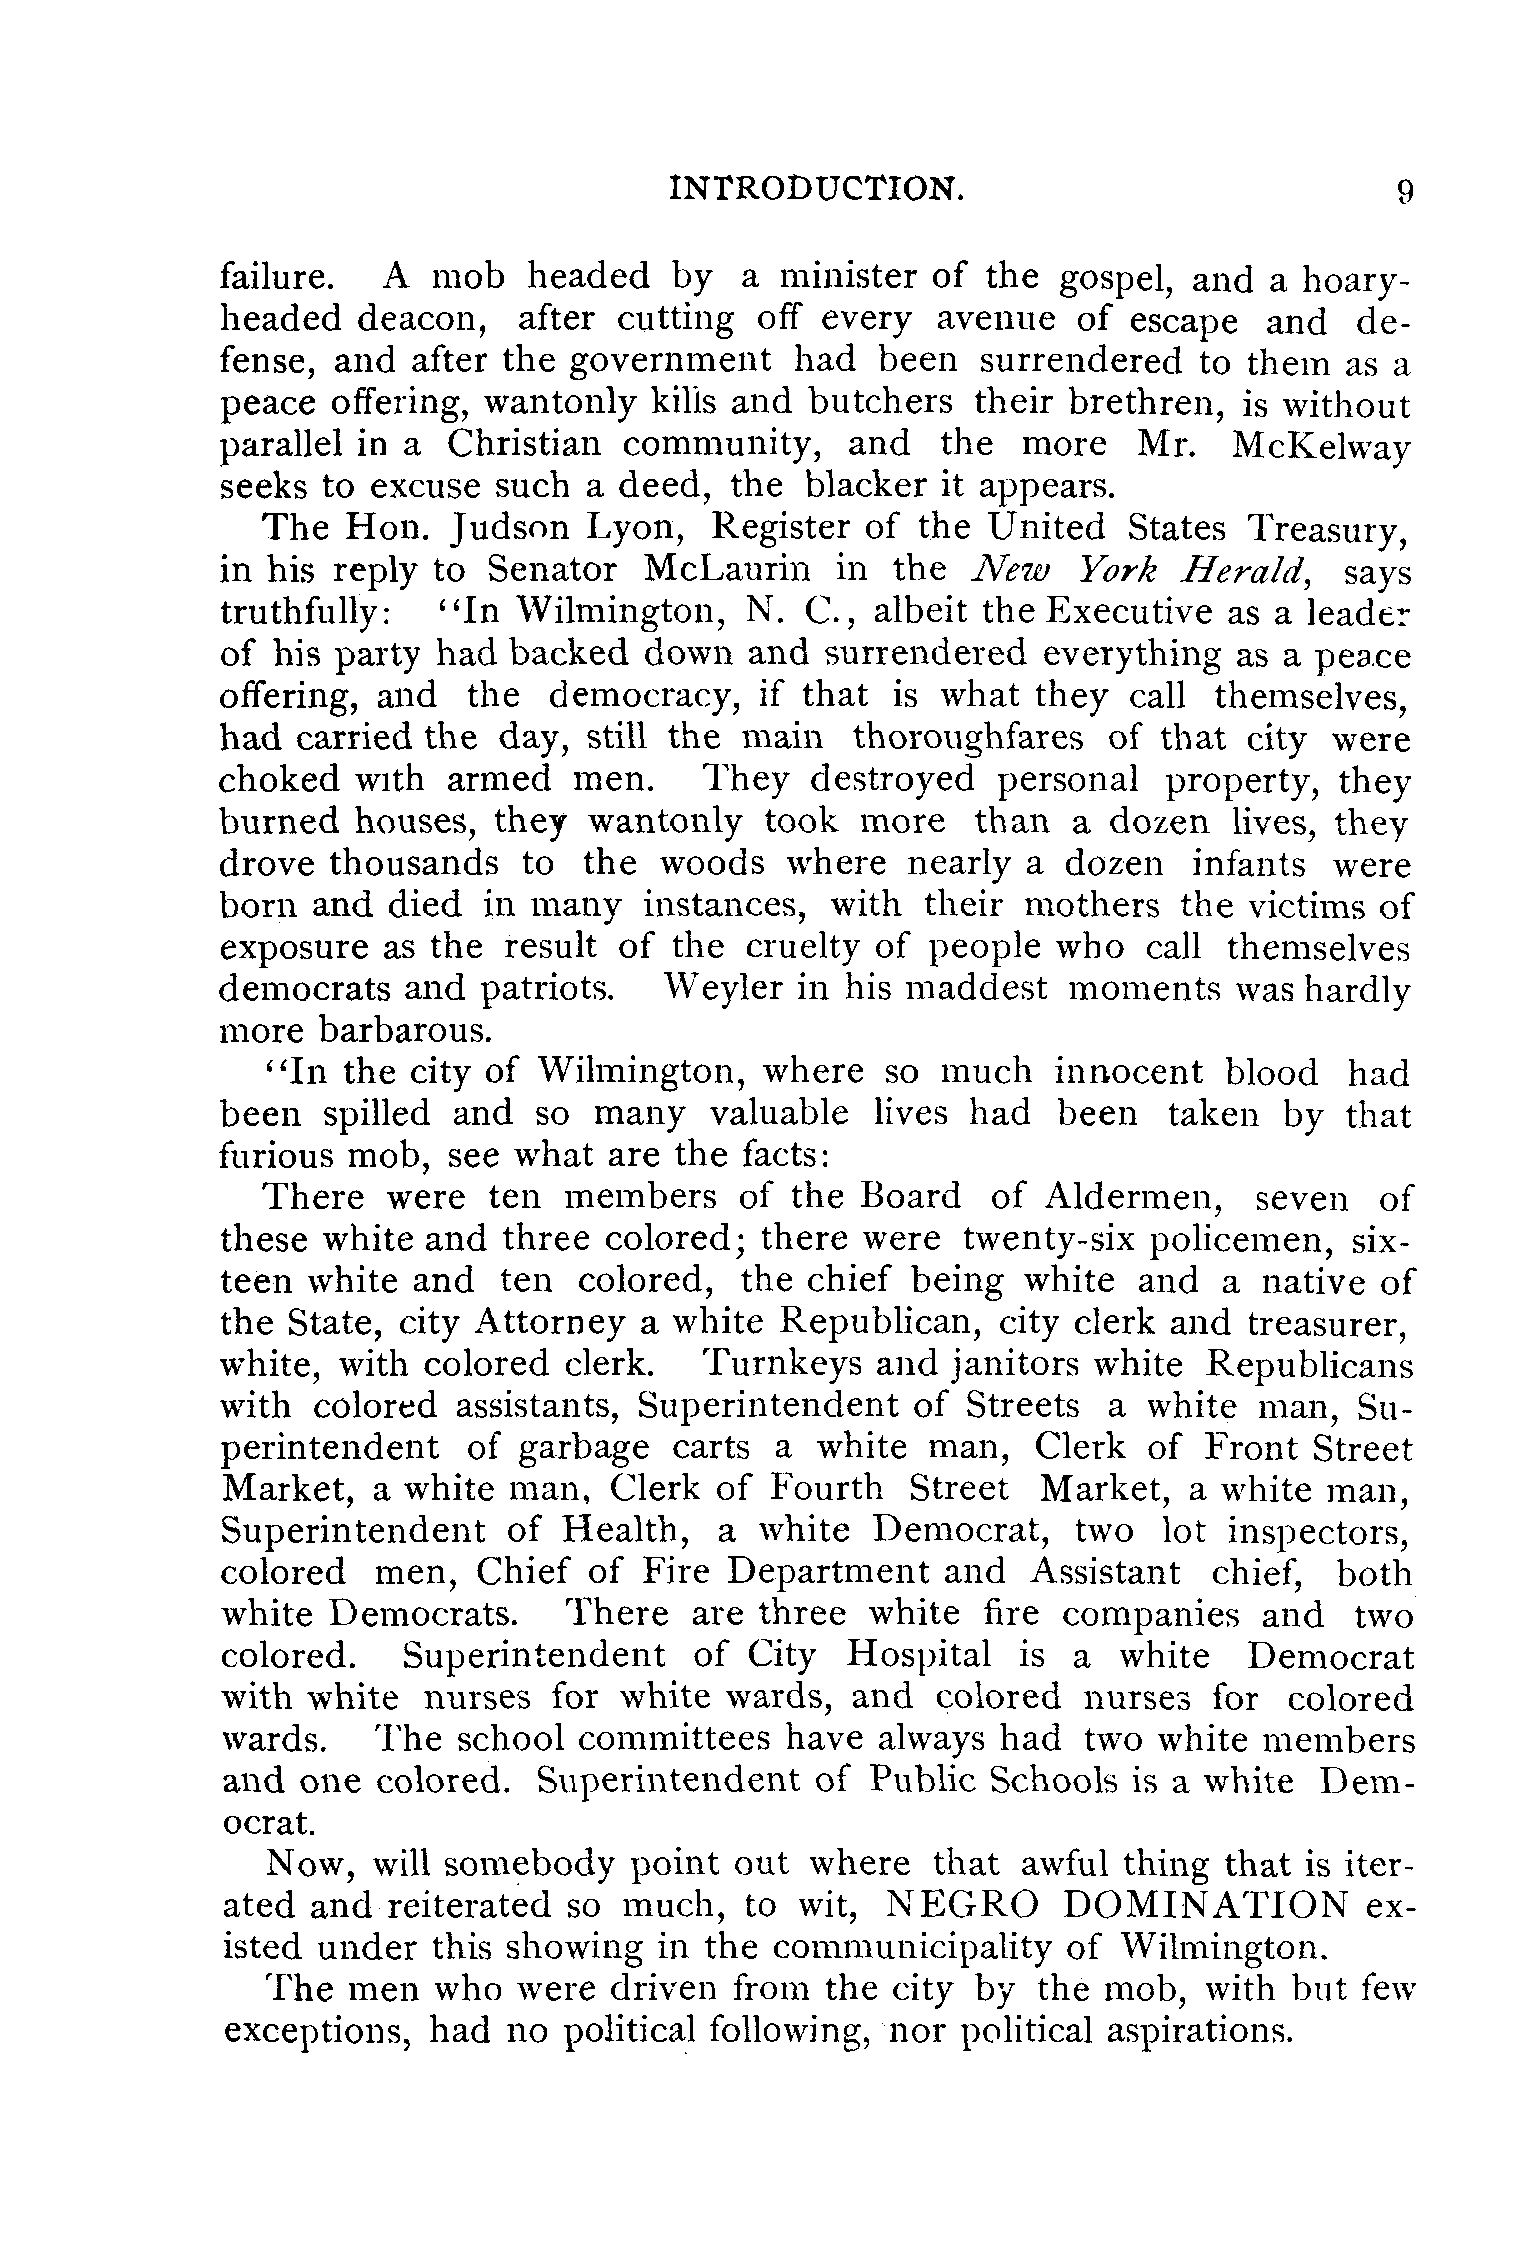 INTRODUCTION. 9
failure. A mob headed by a minister of the gospel, and a hoary-
headed deacon, after cutting off every avenue of escape and de-
fense, and after the government had been surrendered to them as a
peace offering, wantonly kills and butchers their brethren, is without
parallel in a Christian community, and the more Mr. McKelway
seeks to excuse such a deed, the blacker it appears.
The Hon. Judson Lyon, Register of the United States Treasury,
in his reply to Senator McLaurin in the New York Herald, says
truthfully: "In Wilmington, N. C., albeit the Executive as a leader
of his party had backed down and surrendered everything as a peace
offering, and the democracy, if that is what they call themselves,
had carried the day, still the main thoroughfares of that city were
choked with armed men. They destroyed personal property, they
burned houses, they wantonly took more than a dozen lives, they
drove thousands to the woods where nearly a dozen infants were
born and died in many instances, with their mothers the victims of
exposure as the result of the cruelty of people who call themselves
democrats and patriots. Weyler in his maddest moments was hardly
more barbarous.
"In the city of Wilmington, where so much innocent blood had
been spilled and so many valuable lives had been taken by that
furious mob, see what are the facts:
There were ten members of the Board of Aldermen, seven of
these white and three colored; there were twenty-six policemen, six-
teen white and ten colored, the chief being white and a native of
the State, city Attorney a white Republican, city clerk and treasurer,
white, with colored clerk. Turnkeys and janitors white Republicans
with colored assistants, Superintendent of Streets a white man, Su-
perintendent of garbage carts a white man, Clerk of Front Street
Market, a white man, Clerk of Fourth Street Market, a white man,
Superintendent of Health, a white Democrat, two lot inspectors,
colored men, Chief of Fire Department and Assistant chief, both
white Democrats. There are three white fire companies and two
colored. Superintendent of City Hospital is a white Democrat
with white nurses for white wards, and colored nurses for colored
wards. The school committees have always had two white members
and one colored. Superintendent of Public Schools is a white Dem-
ocrat.
Now, will somebody point out where that awful thing that is iter-
ated and reiterated so much, to wit, NEGRO DOMINATION ex-
isted under this showing in the communicipality of Wilmington.
The men who were driven from the city by the mob, with but few
exceptions, had no political following, nor political aspirations.